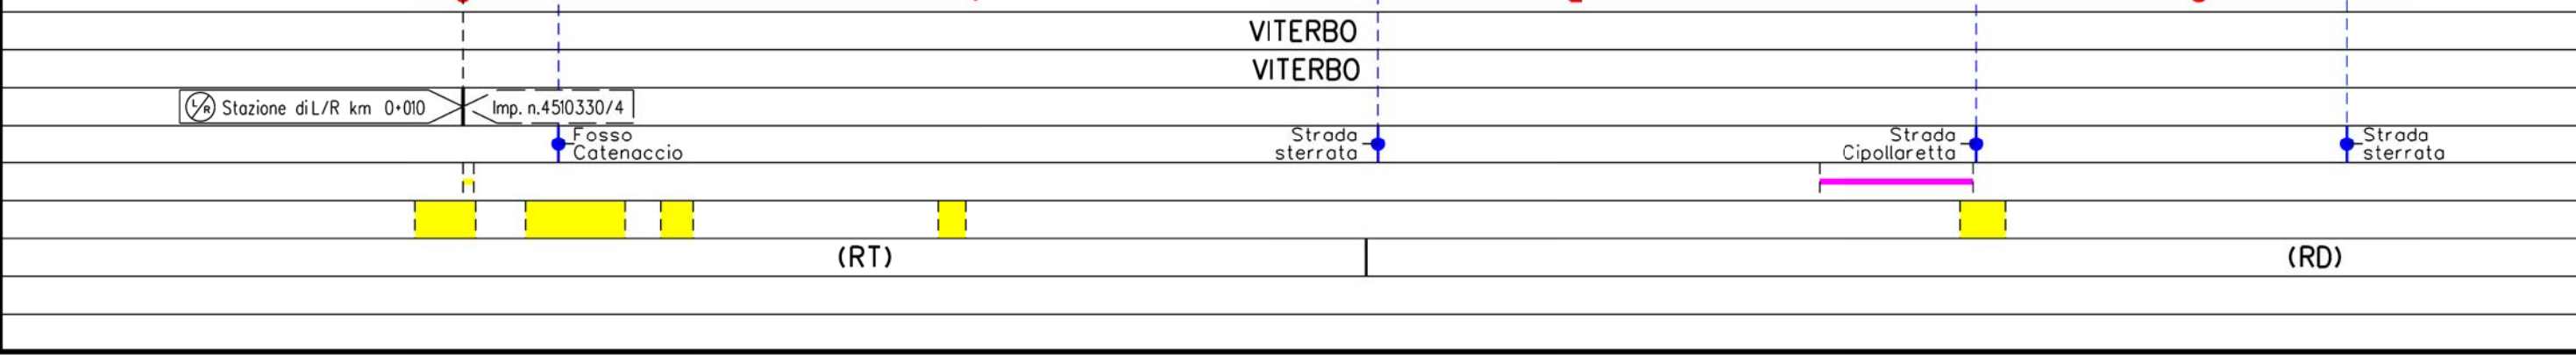 VITERBO
VITERBO
L/R Stazione di L/R km 0+010
Imp. n.4510330/4
Fosso
Catenaccio
Strada
sterrata
Strada
Cipollaretta
Strada
sterrata
(RT)
(RD)